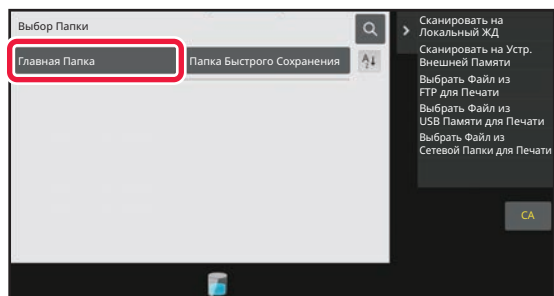 Выбор Папки
Главная Папка
Папка Быстрого Сохранения
Сканировать на
Локальный ЖД
Сканировать на Устр.
Внешней Памяти
Выбрать Файл из
FTP для Печати
Выбрать Файл из
USB Памяти для Печати
Выбрать Файл из
Сетевой Папки для Печати
CA